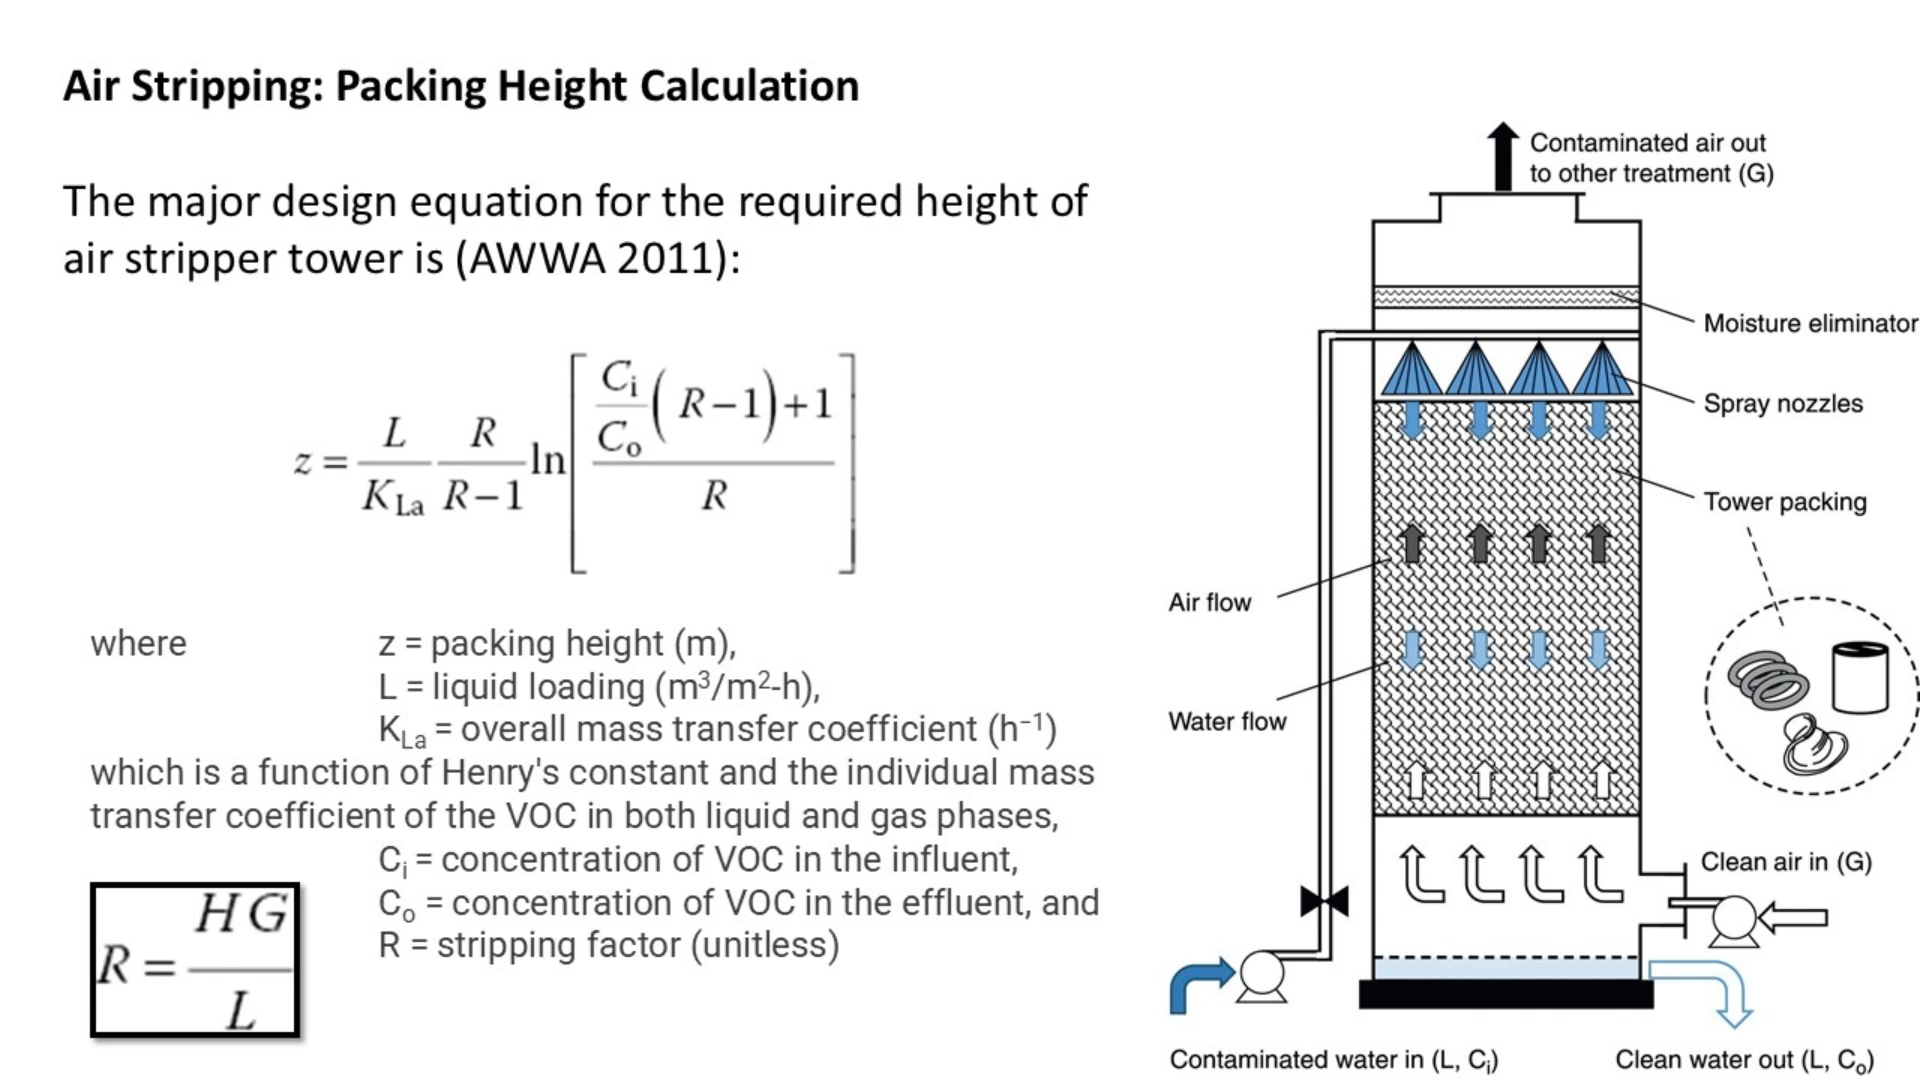 Air Stripping: Packing Height Calculation
The major design equation for the required height of
air stripper tower is (AWWA 2011):
z = L/K_La R/R−1 ln[ C_i/C_o (R−1)+1 / R ]
where z = packing height (m),
L = liquid loading (m³/m²-h),
K_La = overall mass transfer coefficient (h⁻¹)
which is a function of Henry's constant and the individual mass
transfer coefficient of the VOC in both liquid and gas phases,
C_i = concentration of VOC in the influent,
C_o = concentration of VOC in the effluent, and
R = stripping factor (unitless)
R = HG/L
Contaminated air out
to other treatment (G)
Moisture eliminator
Spray nozzles
Tower packing
Air flow
Water flow
Clean air in (G)
Contaminated water in (L, C_i)
Clean water out (L, C_o)